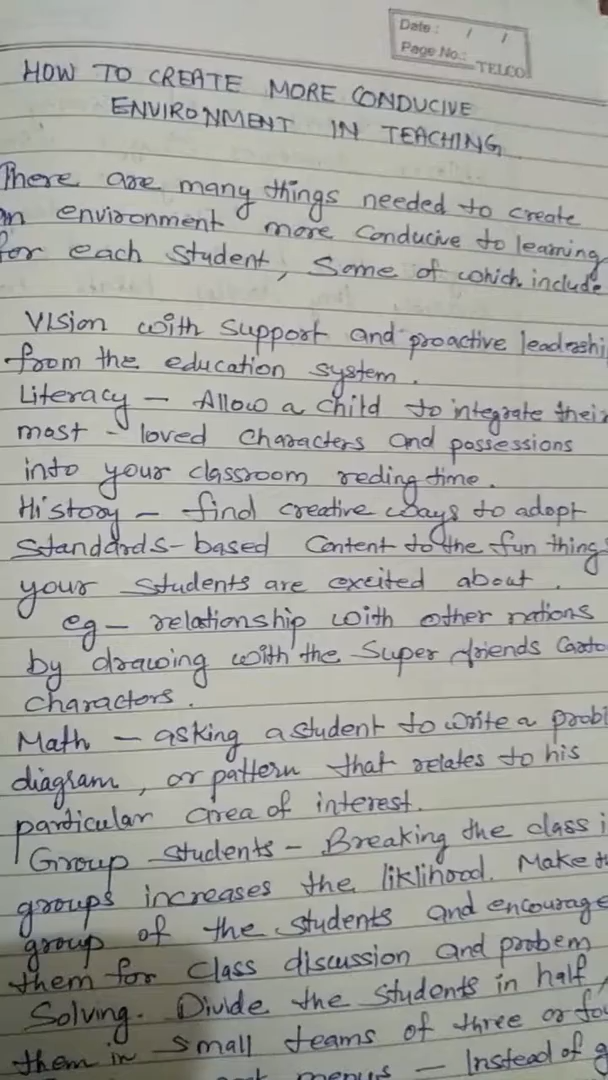 Date : / /
Page No.:
TELCO
HOW TO CREATE MORE CONDUCIVE
ENVIRONMENT IN TEACHING
There are many things needed to create
an environment more conducive to learning
for each student, some of which include
Vision with support and proactive leadershi
from the education system.
Literacy - Allow a child to integrate their
most - loved characters and possessions
into your classroom reding time.
History - find creative ways to adopt
standards-based content to the fun thing
your students are excited about.
eg - relationship with other nations
by drawing with the Super friends Carto
charactors.
Math - asking a student to write a probl
diagram, or pattern that relates to his
particular area of interest.
Group students - Breaking the class i
groups increases the liklihood. Make th
group of the students and encourage
them for class discussion and probem
Solving. Divide the students in half,
them in small teams of three or fo
menus - Instead of g